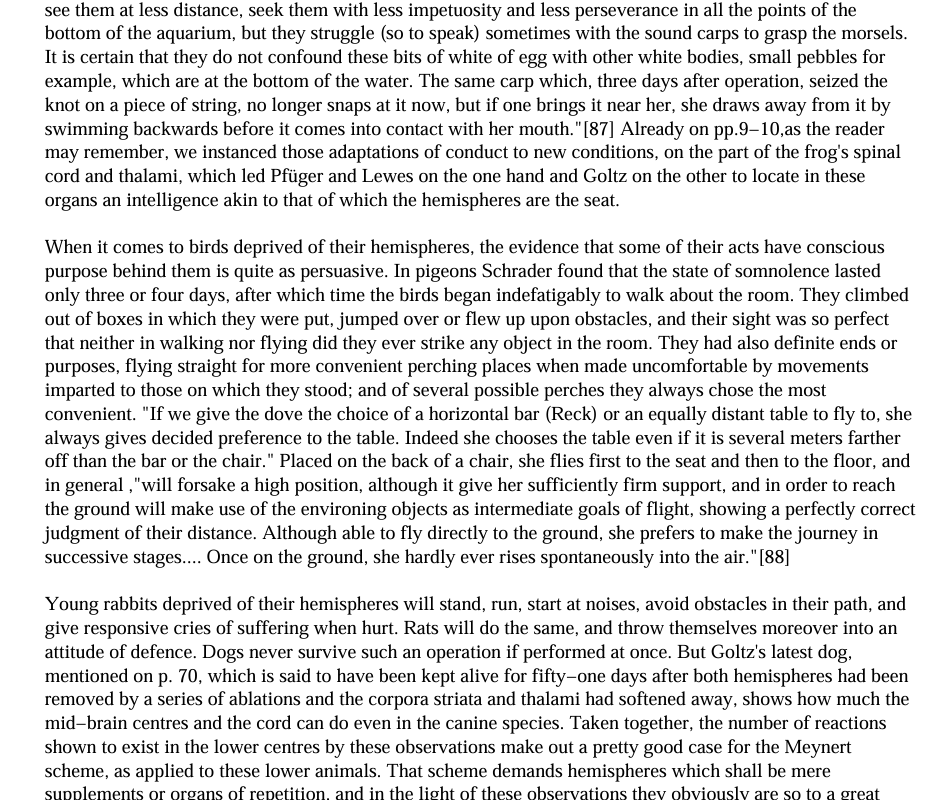 see them at less distance, seek them with less impetuosity and less perseverance in all the points of the
bottom of the aquarium, but they struggle (so to speak) sometimes with the sound carps to grasp the morsels.
It is certain that they do not confound these bits of white of egg with other white bodies, small pebbles for
example, which are at the bottom of the water. The same carp which, three days after operation, seized the
knot on a piece of string, no longer snaps at it now, but if one brings it near her, she draws away from it by
swimming backwards before it comes into contact with her mouth."[87] Already on pp.9–10,as the reader
may remember, we instanced those adaptations of conduct to new conditions, on the part of the frog's spinal
cord and thalami, which led Pfüger and Lewes on the one hand and Goltz on the other to locate in these
organs an intelligence akin to that of which the hemispheres are the seat.

When it comes to birds deprived of their hemispheres, the evidence that some of their acts have conscious
purpose behind them is quite as persuasive. In pigeons Schrader found that the state of somnolence lasted
only three or four days, after which time the birds began indefatigably to walk about the room. They climbed
out of boxes in which they were put, jumped over or flew up upon obstacles, and their sight was so perfect
that neither in walking nor flying did they ever strike any object in the room. They had also definite ends or
purposes, flying straight for more convenient perching places when made uncomfortable by movements
imparted to those on which they stood; and of several possible perches they always chose the most
convenient. "If we give the dove the choice of a horizontal bar (Reck) or an equally distant table to fly to, she
always gives decided preference to the table. Indeed she chooses the table even if it is several meters farther
off than the bar or the chair." Placed on the back of a chair, she flies first to the seat and then to the floor, and
in general ,"will forsake a high position, although it give her sufficiently firm support, and in order to reach
the ground will make use of the environing objects as intermediate goals of flight, showing a perfectly correct
judgment of their distance. Although able to fly directly to the ground, she prefers to make the journey in
successive stages.... Once on the ground, she hardly ever rises spontaneously into the air."[88]

Young rabbits deprived of their hemispheres will stand, run, start at noises, avoid obstacles in their path, and
give responsive cries of suffering when hurt. Rats will do the same, and throw themselves moreover into an
attitude of defence. Dogs never survive such an operation if performed at once. But Goltz's latest dog,
mentioned on p. 70, which is said to have been kept alive for fifty–one days after both hemispheres had been
removed by a series of ablations and the corpora striata and thalami had softened away, shows how much the
mid–brain centres and the cord can do even in the canine species. Taken together, the number of reactions
shown to exist in the lower centres by these observations make out a pretty good case for the Meynert
scheme, as applied to these lower animals. That scheme demands hemispheres which shall be mere
supplements or organs of repetition, and in the light of these observations they obviously are so to a great